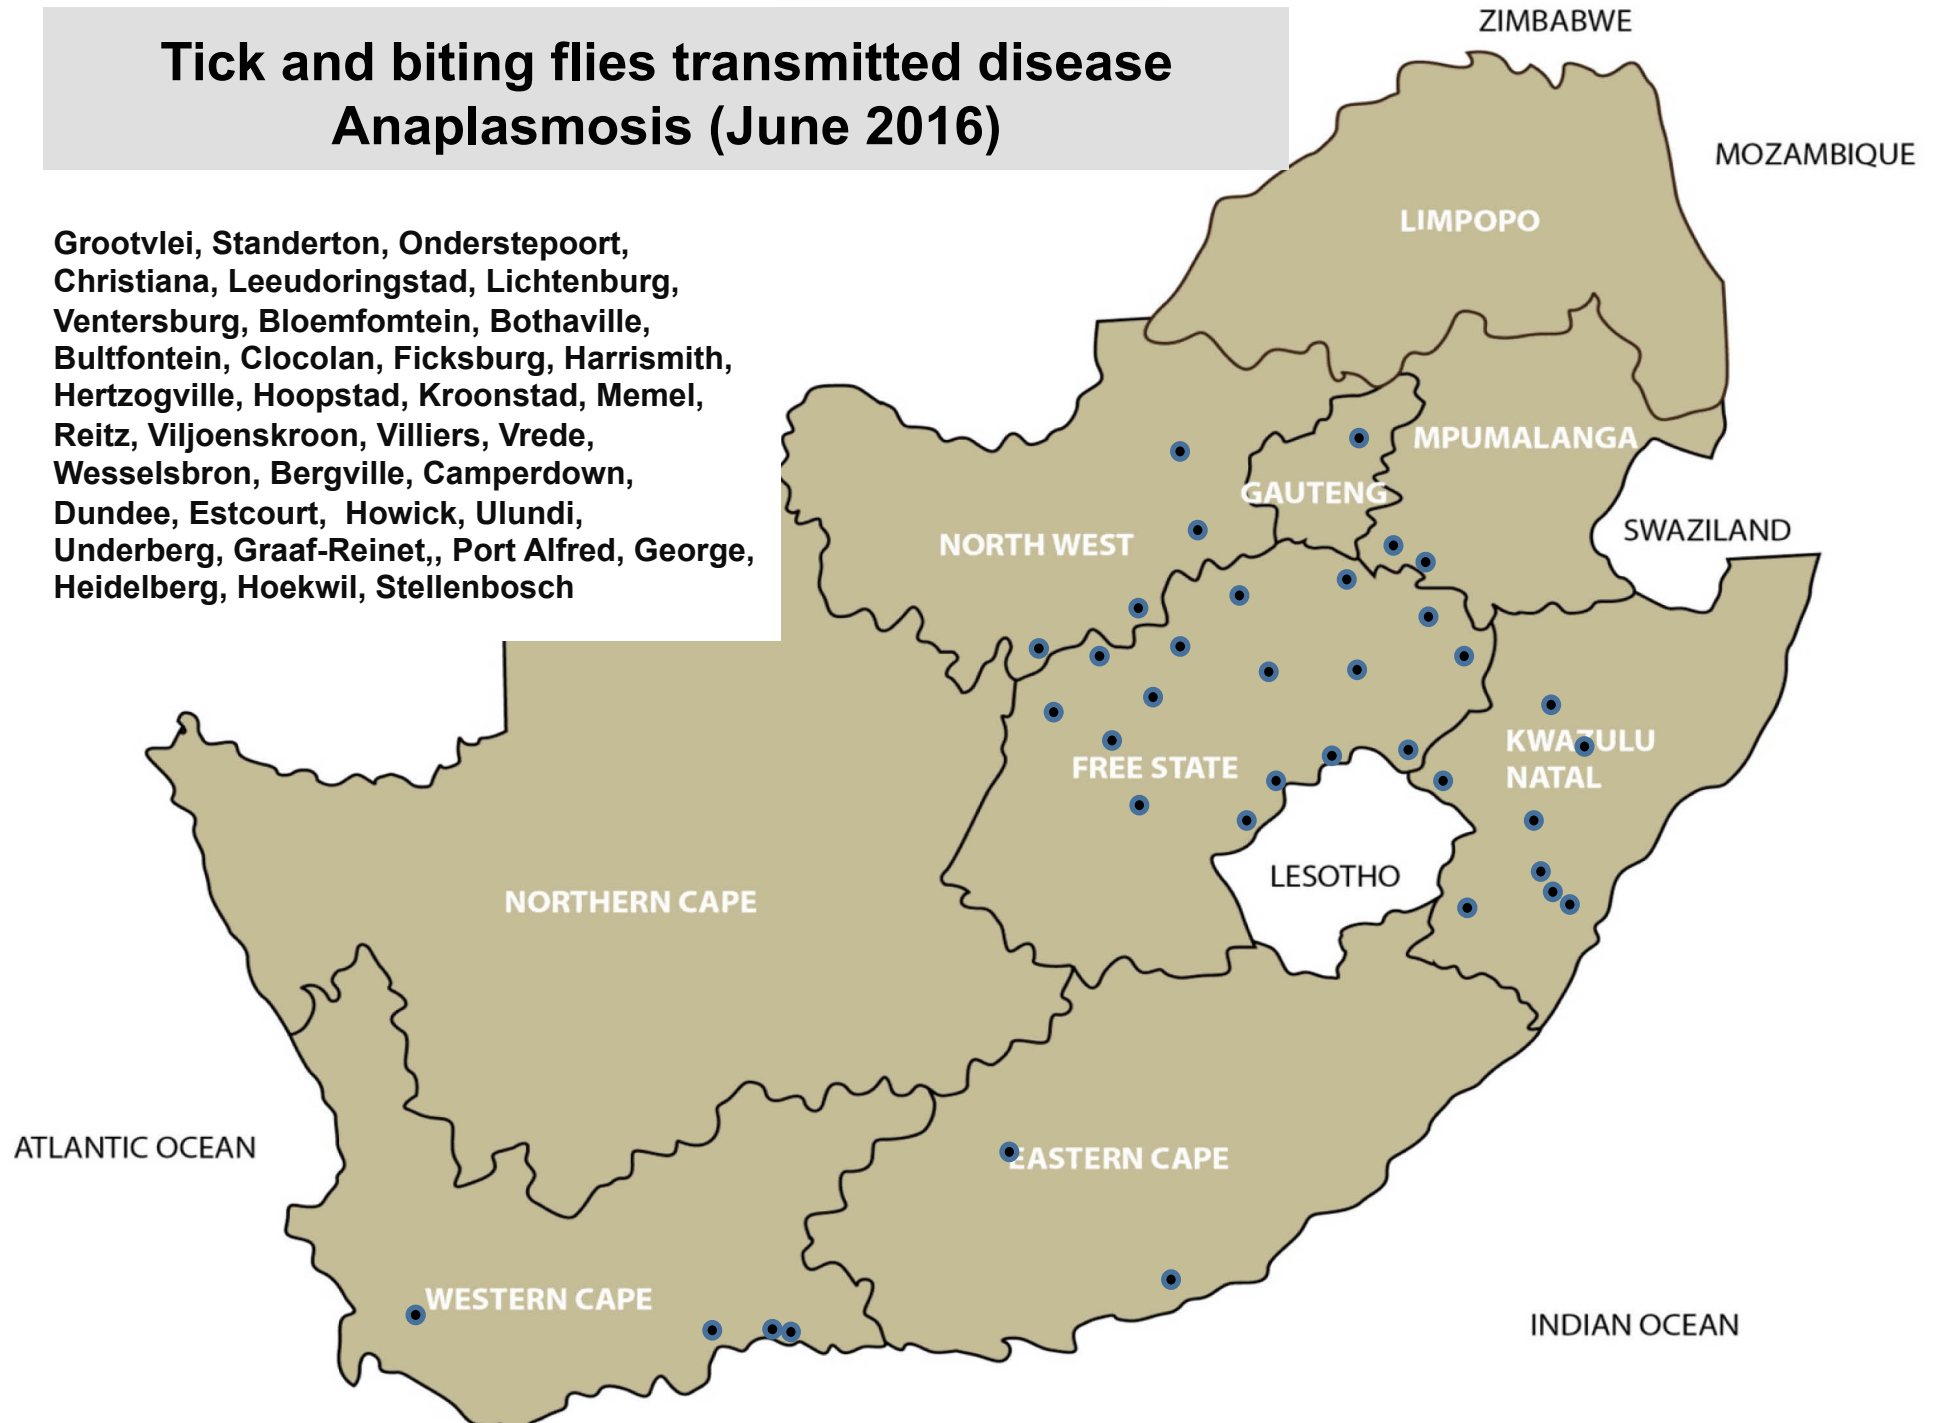 Tick and biting flies transmitted disease
Anaplasmosis (June 2016)
Grootvlei, Standerton, Onderstepoort,
Christiana, Leeudoringstad, Lichtenburg,
Ventersburg, Bloemfomtein, Bothaville,
Bultfontein, Clocolan, Ficksburg, Harrismith,
Hertzogville, Hoopstad, Kroonstad, Memel,
Reitz, Viljoenskroon, Villiers, Vrede,
Wesselsbron, Bergville, Camperdown,
Dundee, Estcourt, Howick, Ulundi,
Underberg, Graaf-Reinet,, Port Alfred, George,
Heidelberg, Hoekwil, Stellenbosch
ZIMBABWE
MOZAMBIQUE
LIMPOPO
MPUMALANGA
GAUTENG
SWAZILAND
NORTH WEST
KWAZULU
NATAL
FREE STATE
LESOTHO
NORTHERN CAPE
ATLANTIC OCEAN
EASTERN CAPE
WESTERN CAPE
INDIAN OCEAN